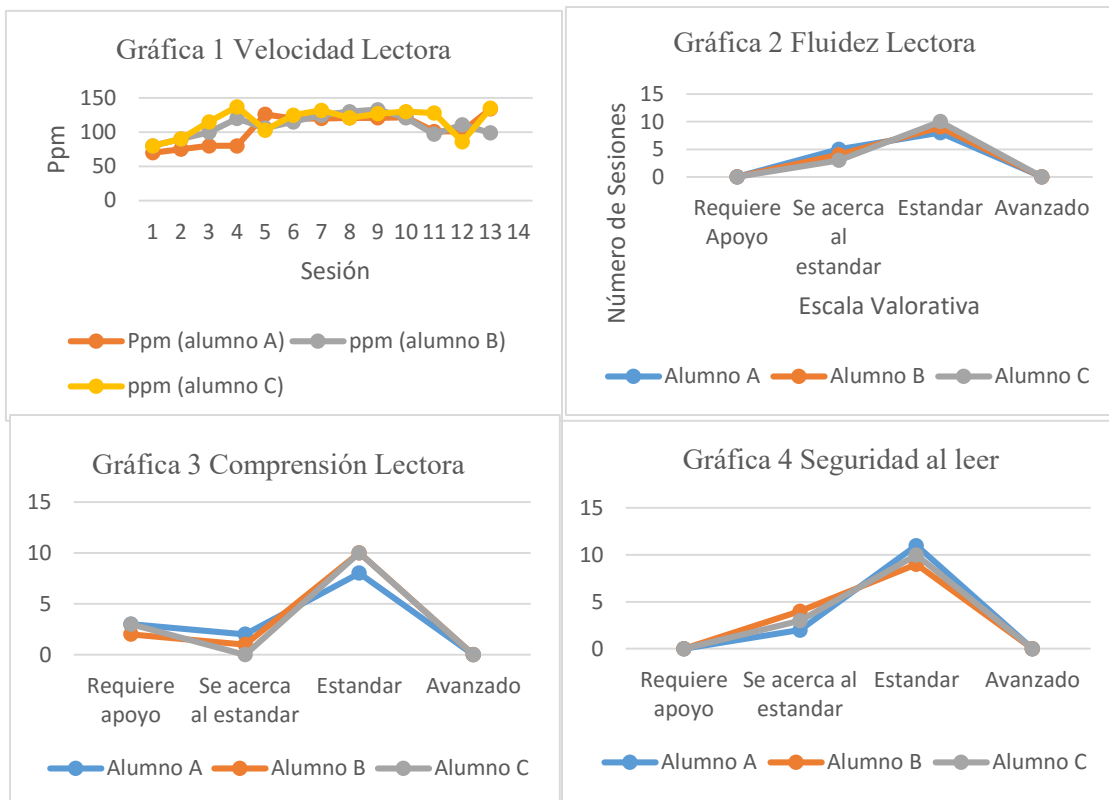 Gráfica 1 Velocidad Lectora
150
100
50
0
Ppm
1 2 3 4 5 6 7 8 9 10 11 12 13 14
Sesión
Ppm (alumno A) ppm (alumno B)
ppm (alumno C)
Gráfica 2 Fluidez Lectora
15
10
5
0
Número de Sesiones
Requiere Se acerca Estandar Avanzado
Apoyo al
estandar
Escala Valorativa
Alumno A Alumno B Alumno C
Gráfica 3 Comprensión Lectora
15
10
5
0
Requiere Se acerca Estandar Avanzado
apoyo al estandar
Alumno A Alumno B Alumno C
Gráfica 4 Seguridad al leer
15
10
5
0
Requiere Se acerca al Estandar Avanzado
apoyo estandar
Alumno A Alumno B Alumno C